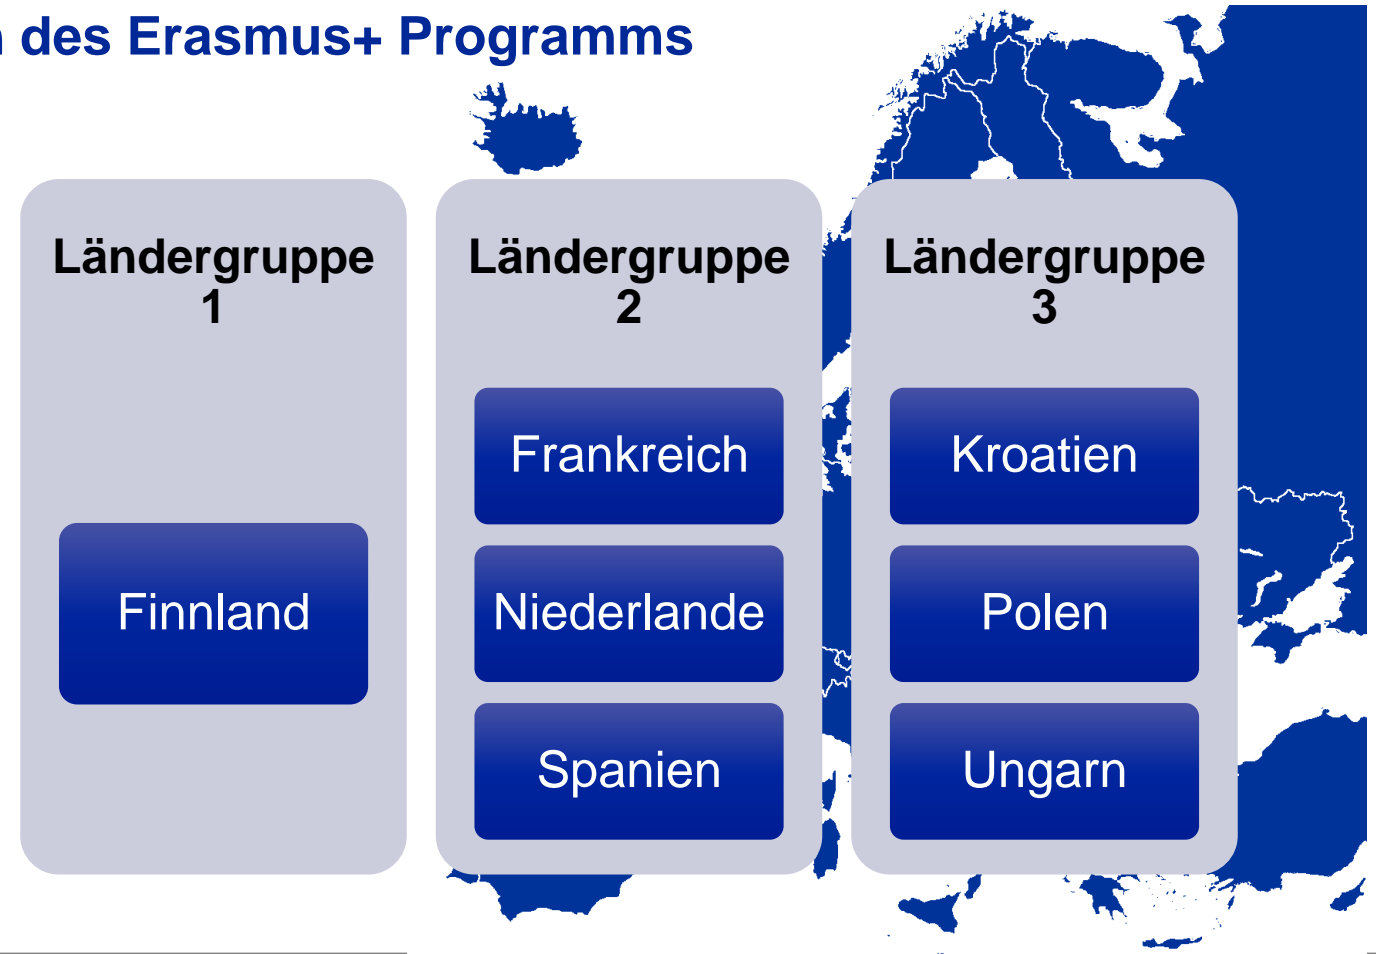 des Erasmus+ Programms
Ländergruppe
1
Finnland
Ländergruppe
2
Frankreich
Niederlande
Spanien
Ländergruppe
3
Kroatien
Polen
Ungarn